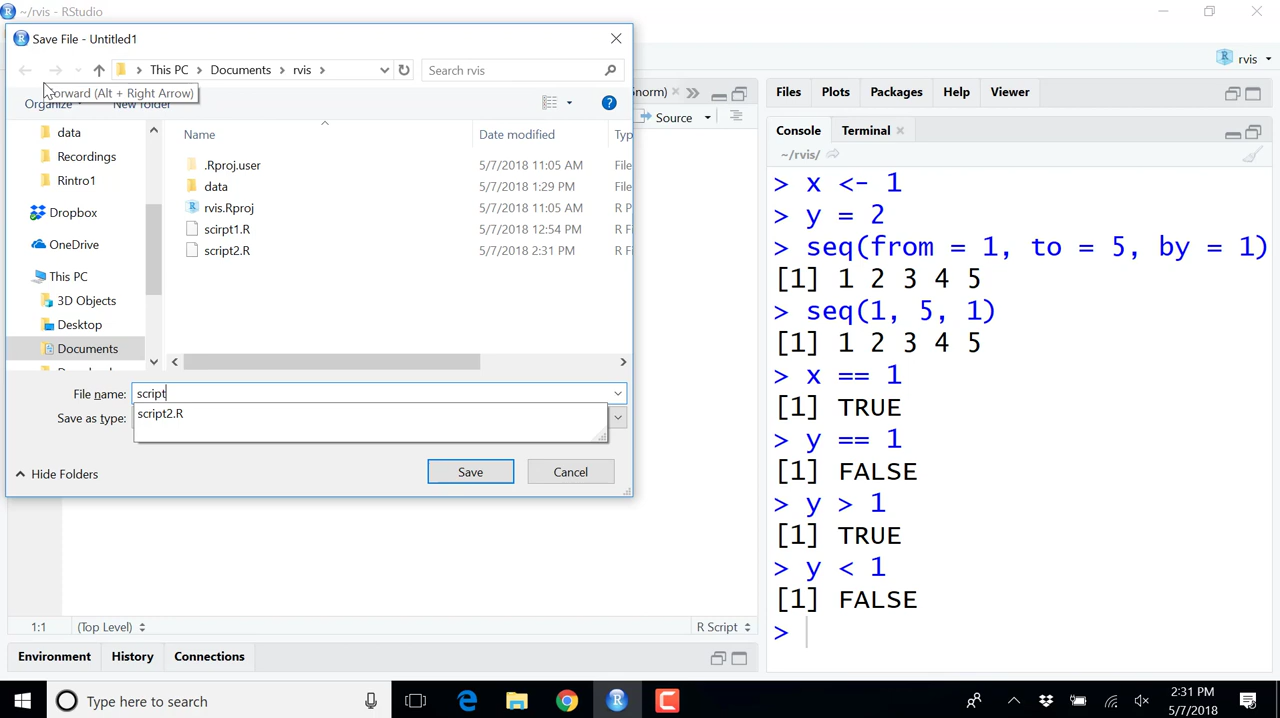 ~/rvis - RStudio
Save File - Untitled1
This PC
Documents
rvis
Search rvis
Forward (Alt + Right Arrow)
Organize
New folder
data
Recordings
Rintro1
Dropbox
OneDrive
This PC
3D Objects
Desktop
Documents
Name
Date modified
Typ
.Rproj.user
5/7/2018 11:05 AM
File
data
5/7/2018 1:29 PM
File
rvis.Rproj
5/7/2018 11:05 AM
R P
scirpt1.R
5/7/2018 12:54 PM
R Fi
script2.R
5/7/2018 2:31 PM
R Fi
File name:
script
script2.R
Save as type:
Hide Folders
Save
Cancel
norm)
Source
1:1
(Top Level)
R Script
Environment
History
Connections
rvis
Files
Plots
Packages
Help
Viewer
Console
Terminal
~/rvis/
> x <- 1
> y = 2
> seq(from = 1, to = 5, by = 1)
[1] 1 2 3 4 5
> seq(1, 5, 1)
[1] 1 2 3 4 5
> x == 1
[1] TRUE
> y == 1
[1] FALSE
> y > 1
[1] TRUE
> y < 1
[1] FALSE
>
Type here to search
2:31 PM
5/7/2018